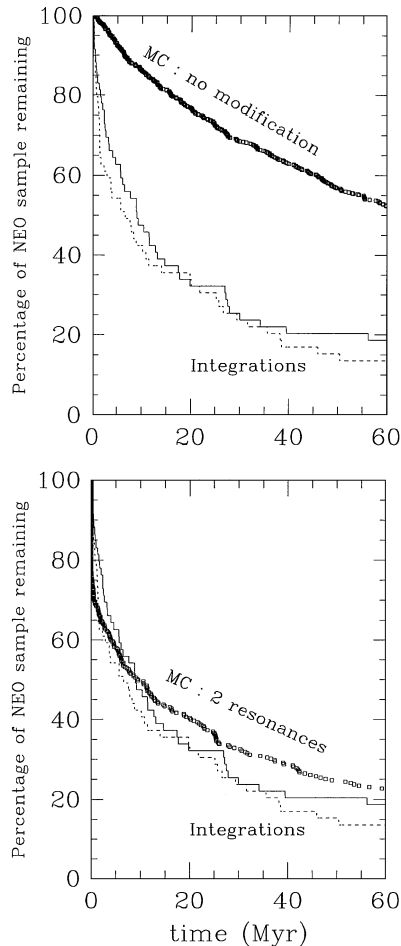 100
80
60
40
20
0
Percentage of NEO sample remaining
MC : no modification
Integrations
0 20 40 60
100
80
60
40
20
0
Percentage of NEO sample remaining
MC : 2 resonances
Integrations
0 20 40 60
time (Myr)